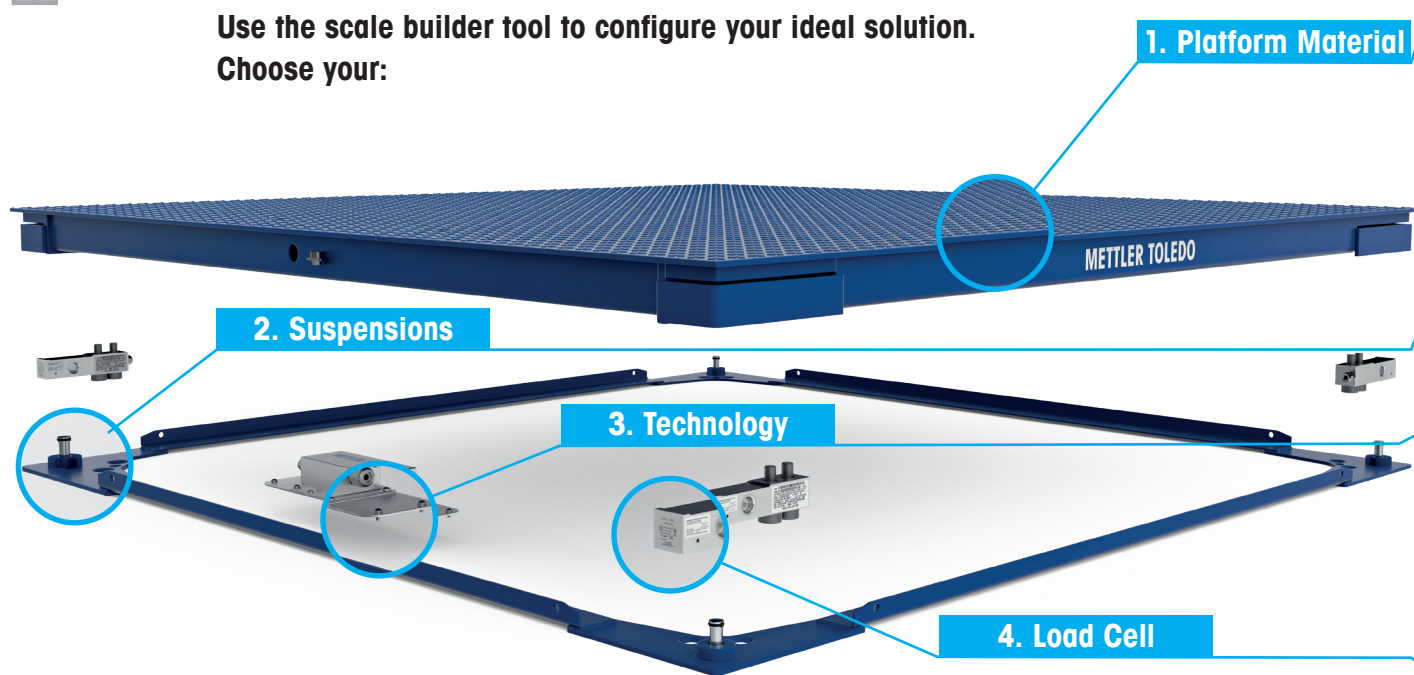 Use the scale builder tool to configure your ideal solution.
Choose your:
1. Platform Material
METTLER TOLEDO
2. Suspensions
3. Technology
4. Load Cell